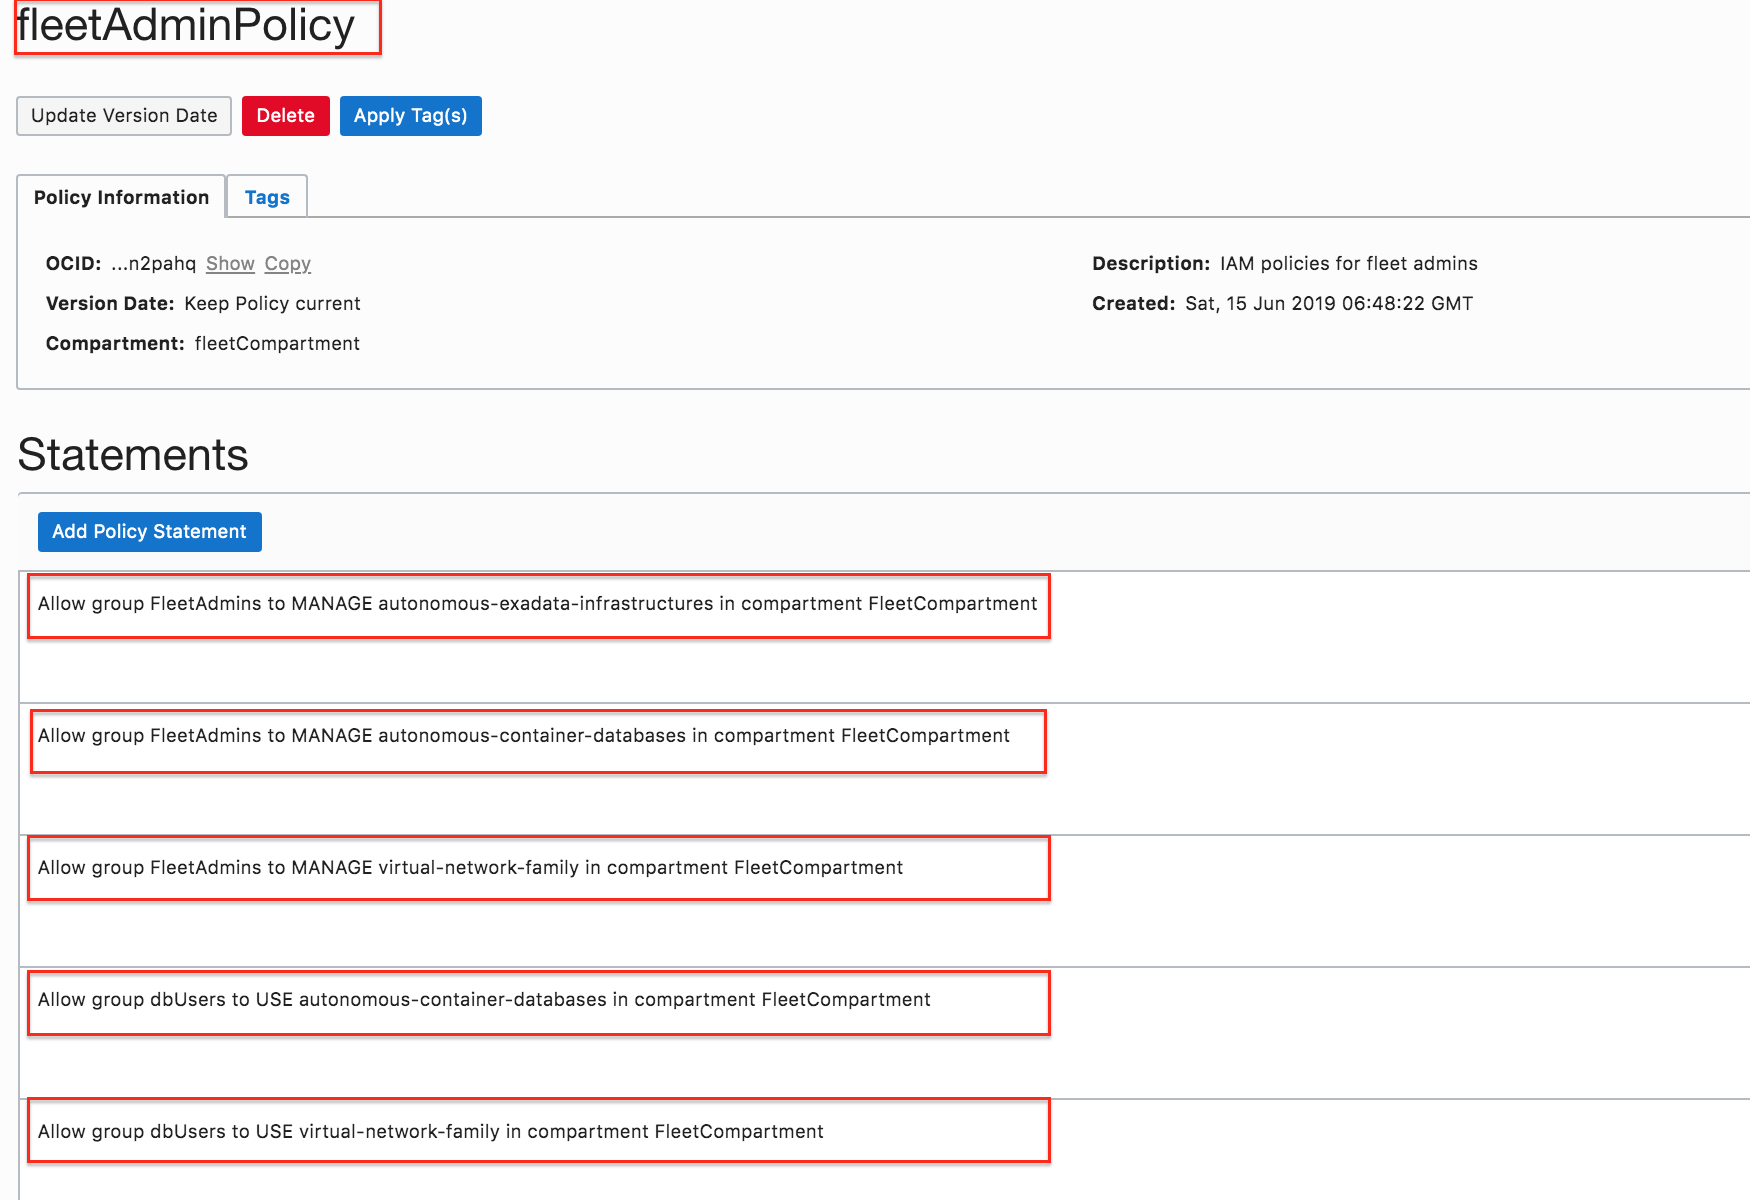 fleetAdminPolicy
Update Version Date Delete Apply Tag(s)
Policy Information Tags
OCID: ...n2pahq Show Copy
Description: IAM policies for fleet admins
Version Date: Keep Policy current
Created: Sat, 15 Jun 2019 06:48:22 GMT
Compartment: fleetCompartment
Statements
Add Policy Statement
Allow group FleetAdmins to MANAGE autonomous-exadata-infrastructures in compartment FleetCompartment
Allow group FleetAdmins to MANAGE autonomous-container-databases in compartment FleetCompartment
Allow group FleetAdmins to MANAGE virtual-network-family in compartment FleetCompartment
Allow group dbUsers to USE autonomous-container-databases in compartment FleetCompartment
Allow group dbUsers to USE virtual-network-family in compartment FleetCompartment